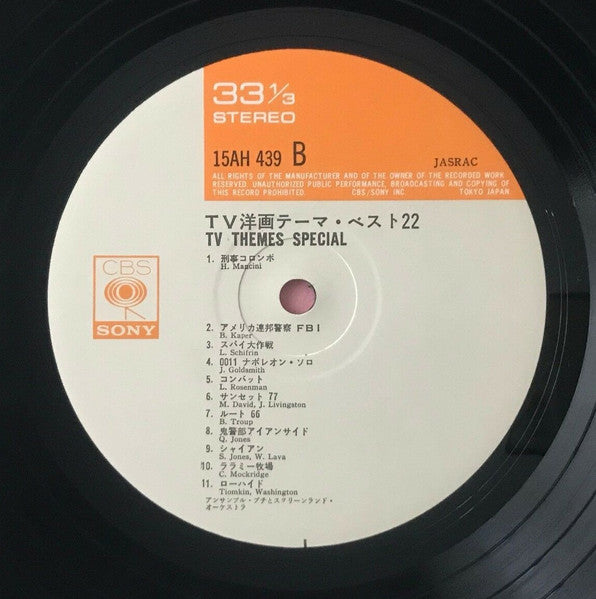 33 1/3
STEREO
15AH 439 B
JASRAC
ALL RIGHTS OF THE MANUFACTURER AND OF THE OWNER OF THE RECORDED WORK
RESERVED. UNAUTHORIZED PUBLIC PERFORMANCE, BROADCASTING AND COPYING OF
THIS RECORD PROHIBITED. CBS/SONY INC. TOKYO JAPAN
TV洋画テーマ・ベスト22
TV THEMES SPECIAL
CBS
SONY
1. 刑事コロンボ
H. Mancini
2. アメリカ連邦警察 FBI
B. Kaper
3. スパイ大作戦
L. Schifrin
4. 0011 ナポレオン・ソロ
J. Goldsmith
5. コンバット
L. Rosenman
6. サンセット 77
M. David, J. Livingston
7. ルート 66
B. Troup
8. 鬼警部アイアンサイド
Q. Jones
9. シャイアン
S. Jones, W. Lava
10. ララミー牧場
C. Mockridge
11. ローハイド
Tiomkin, Washington
アンサンブル・プチとスクリーンランド・
オーケストラ